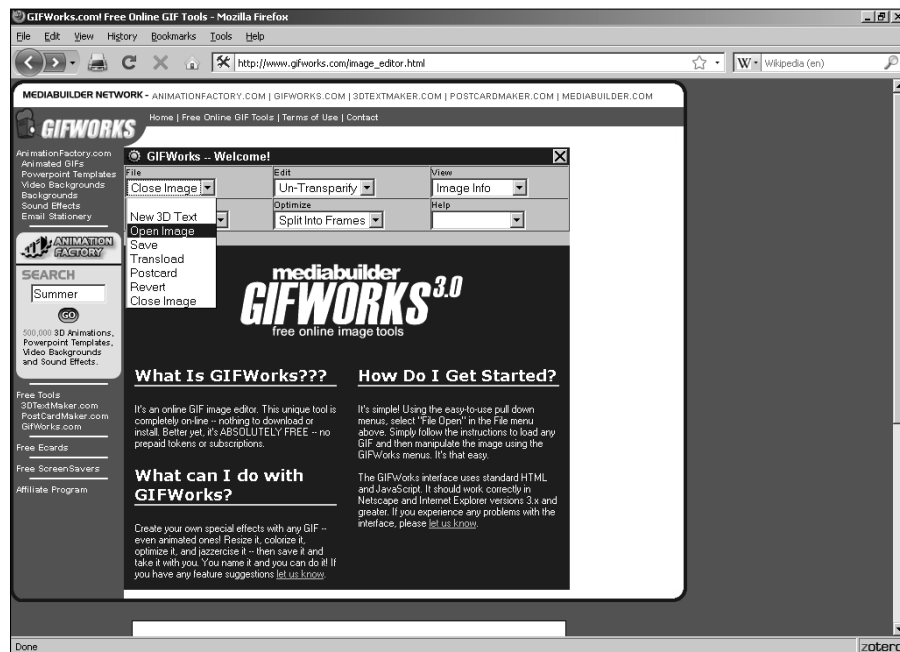 GIFWorks.com! Free Online GIF Tools - Mozilla Firefox
File Edit View History Bookmarks Tools Help
http://www.gifworks.com/image_editor.html
W Wikipedia (en)
MEDIABUILDER NETWORK - ANIMATIONFACTORY.COM | GIFWORKS.COM | 3DTEXTMAKER.COM | POSTCARDMAKER.COM | MEDIABUILDER.COM
GIFWORKS
Home | Free Online GIF Tools | Terms of Use | Contact
AnimationFactory.com
Animated GIFs
Powerpoint Templates
Video Backgrounds
Backgrounds
Sound Effects
Email Stationery
ANIMATION
FACTORY
SEARCH
Summer
GO
500,000 3D Animations,
Powerpoint Templates,
Video Backgrounds
and Sound Effects.
Free Tools
3DTextMaker.com
PostCardMaker.com
GifWorks.com
Free Ecards
Free ScreenSavers
Affiliate Program
GIFWorks -- Welcome!
File Edit View
Close Image Un-Transparify Image Info
Optimize Help
Split Into Frames
New 3D Text
Open Image
Save
Transload
Postcard
Revert
Close Image
mediabuilder
GIFWORKS 3.0
free online image tools
What Is GIFWorks???
It's an online GIF image editor. This unique tool is
completely on-line -- nothing to download or
install. Better yet, it's ABSOLUTELY FREE -- no
prepaid tokens or subscriptions.
What can I do with
GIFWorks?
Create your own special effects with any GIF --
even animated ones! Resize it, colorize it,
optimize it, and jazzercise it -- then save it and
take it with you. You name it and you can do it! If
you have any feature suggestions let us know.
How Do I Get Started?
It's simple! Using the easy-to-use pull down
menus, select "File Open" in the File menu
above. Simply follow the instructions to load any
GIF and then manipulate the image using the
GIFWorks menus. It's that easy.
The GIFWorks interface uses standard HTML
and JavaScript. It should work correctly in
Netscape and Internet Explorer versions 3.x and
greater. If you experience any problems with the
interface, please let us know.
Done
zotero